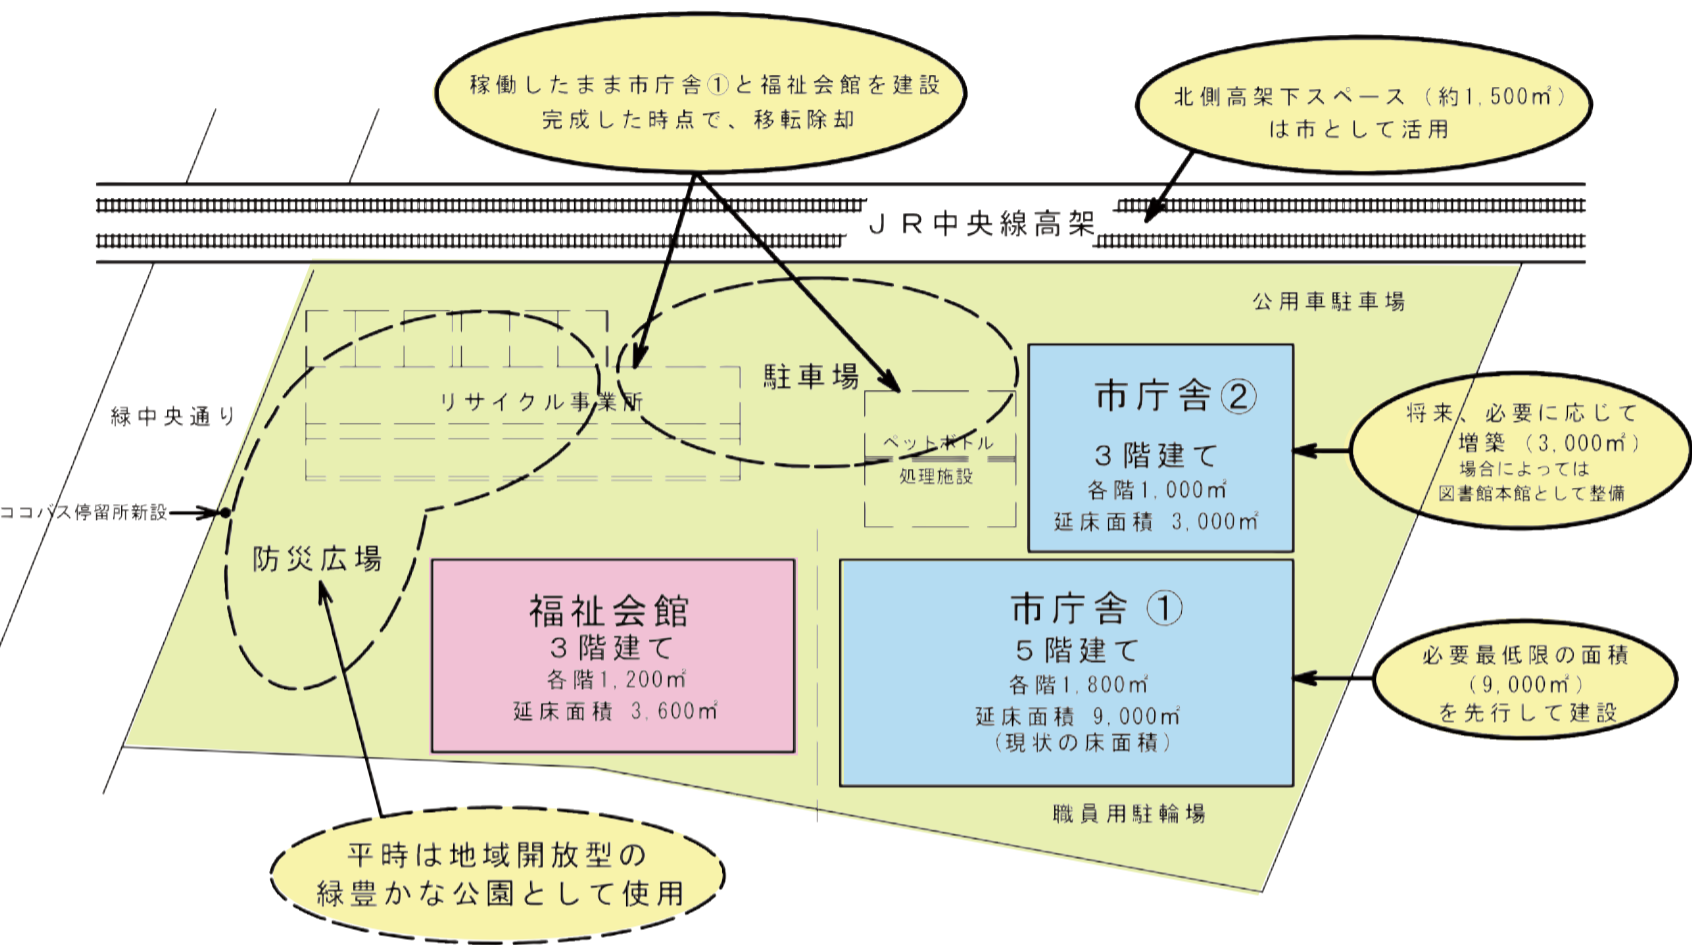 稼働したまま市庁舎①と福祉会館を建設
完成した時点で、移転除却
北側高架下スペース（約1,500㎡）
は市として活用
ＪＲ中央線高架
公用車駐車場
駐車場
リサイクル事業所
ペットボトル
処理施設
緑中央通り
ココバス停留所新設
防災広場
市庁舎②
３階建て
各階1,000㎡
延床面積 3,000㎡
将来、必要に応じて
増築（3,000㎡）
場合によっては
図書館本館として整備
福祉会館
３階建て
各階1,200㎡
延床面積 3,600㎡
市庁舎 ①
５階建て
各階1,800㎡
延床面積 9,000㎡
（現状の床面積）
必要最低限の面積
（9,000㎡）
を先行して建設
職員用駐輪場
平時は地域開放型の
緑豊かな公園として使用